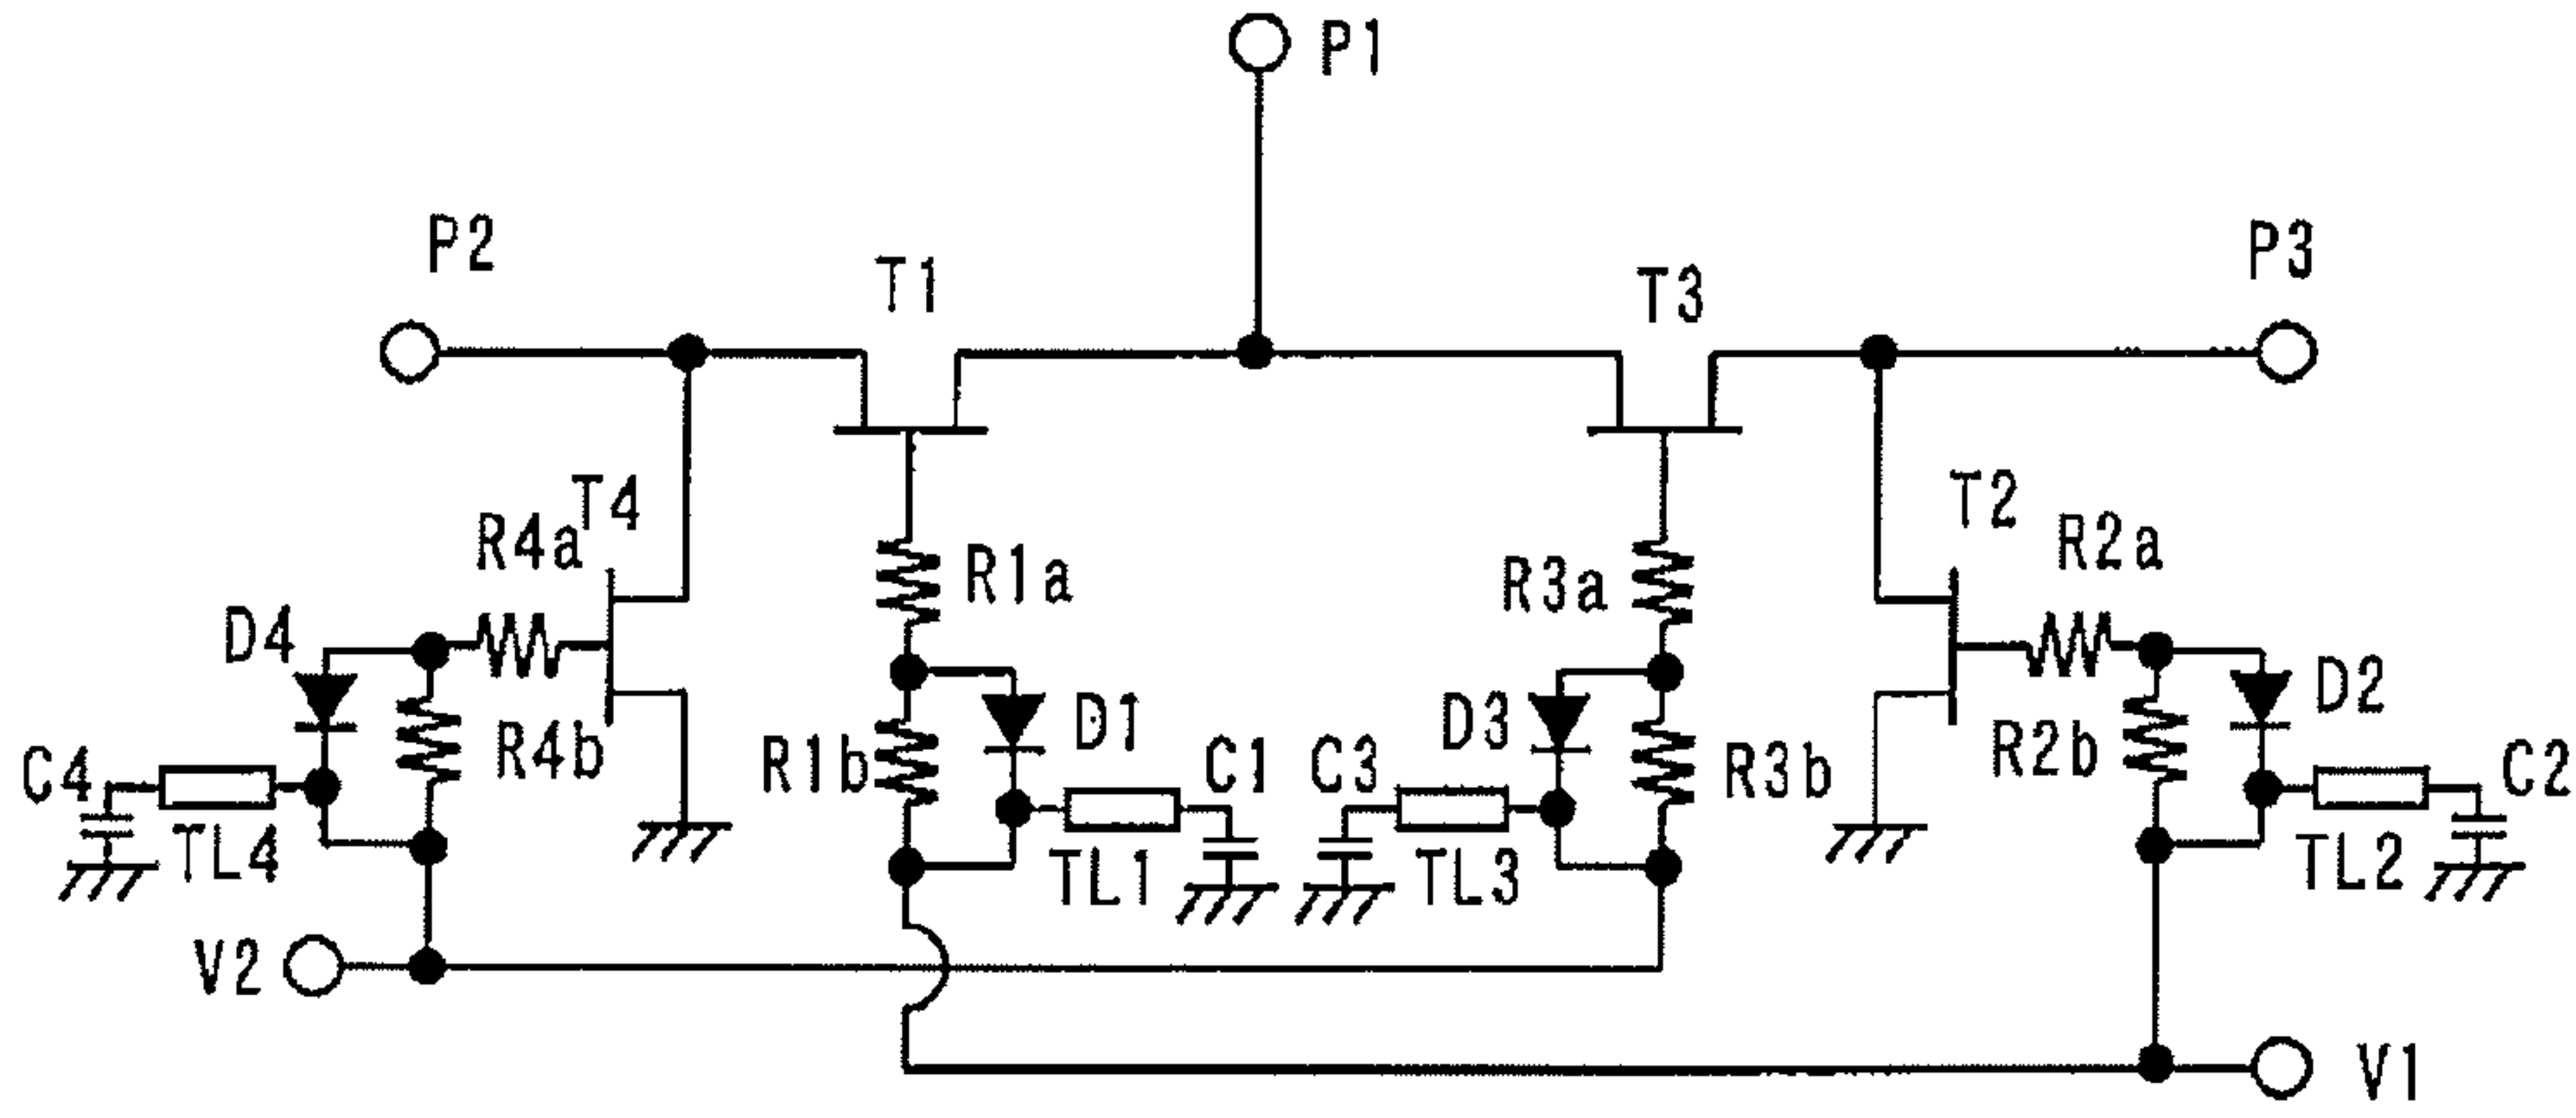 P1
P2
T1
T3
P3
T4
R4a
T2
R2a
R1a
R3a
D4
D2
R4b
R1b
D1
C1
C3
D3
R3b
R2b
C2
C4
TL4
TL1
TL3
TL2
V2
V1